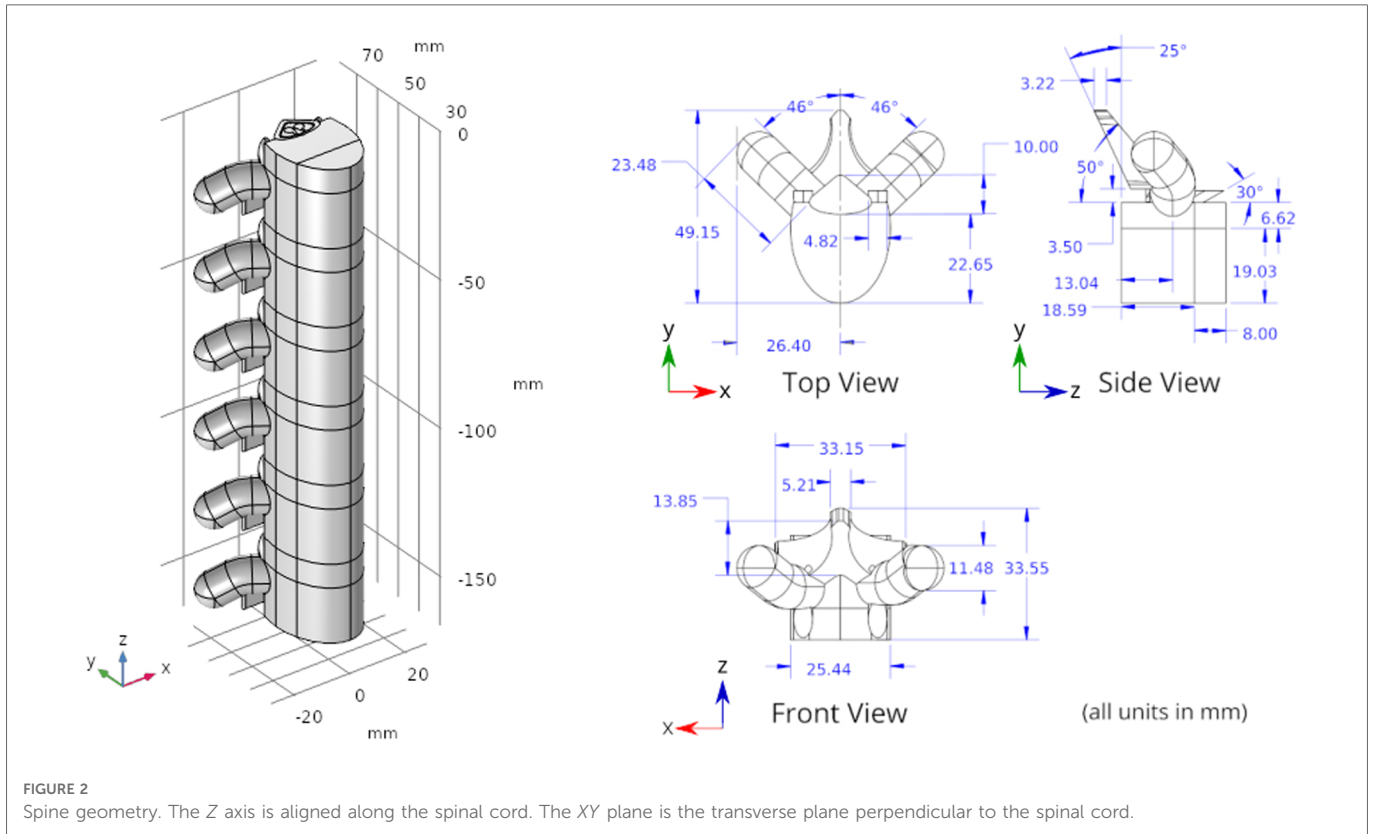 mm
70
50
30
0
-50
mm
-100
-150
20
0
-20
mm
z
y
x
46°
46°
23.48
10.00
49.15
4.82
22.65
26.40
y
x
Top View
25°
3.22
50°
30°
6.62
3.50
19.03
13.04
18.59
8.00
y
z
Side View
33.15
5.21
13.85
11.48
33.55
25.44
z
x
Front View
(all units in mm)
FIGURE 2
Spine geometry. The Z axis is aligned along the spinal cord. The XY plane is the transverse plane perpendicular to the spinal cord.